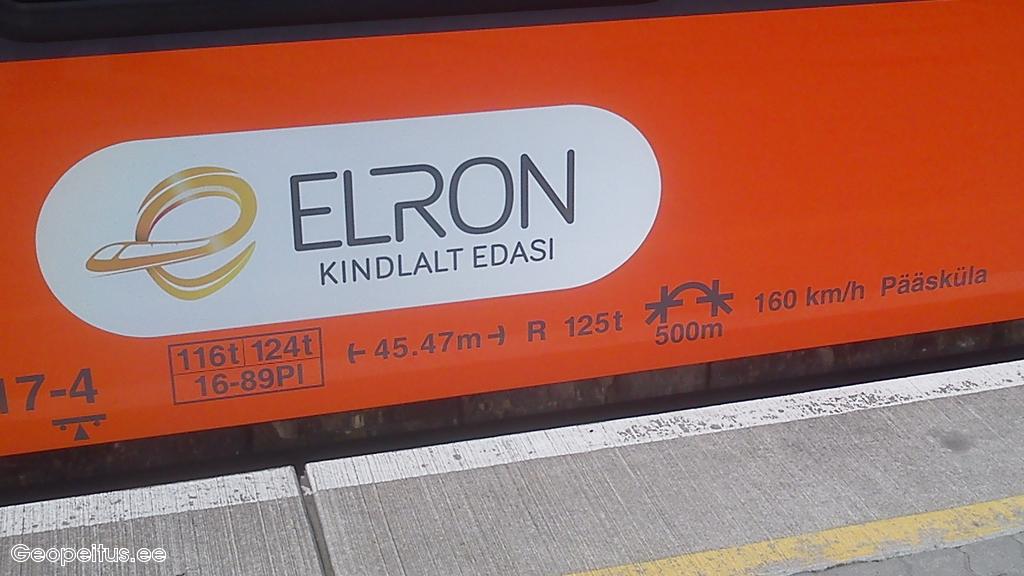 ELRON
KINDLALT EDASI
17-4
116t 124t
16-89Pl
45.47m R 125t
500m
160 km/h Pääsküla
Geopeitus.ee